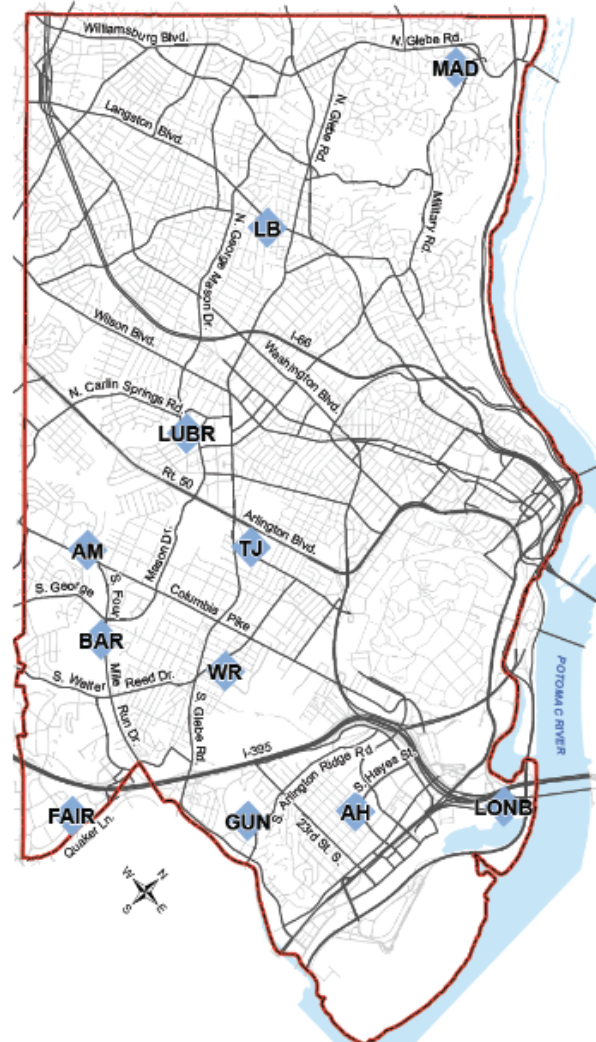 Williamsburg Blvd.
N. Glebe Rd.
MAD
Langston Blvd.
N. Glebe Rd.
Military Rd.
LB
N. George Mason Dr.
Wilson Blvd.
I-66
Washington Blvd.
N. Carlin Springs Rd.
LUBR
Rt. 50
Arlington Blvd.
AM
TJ
Mason Dr.
S. George
S. Four
Columbia Pike
BAR
Mile
WR
S. Walter Reed Dr.
Run Dr.
S. Glebe Rd.
POTOMAC RIVER
I-395
S. Arlington Ridge Rd
S. Hayes St.
FAIR
GUN
AH
LONB
23rd St. S.
Quaker Ln.
N
W
E
S